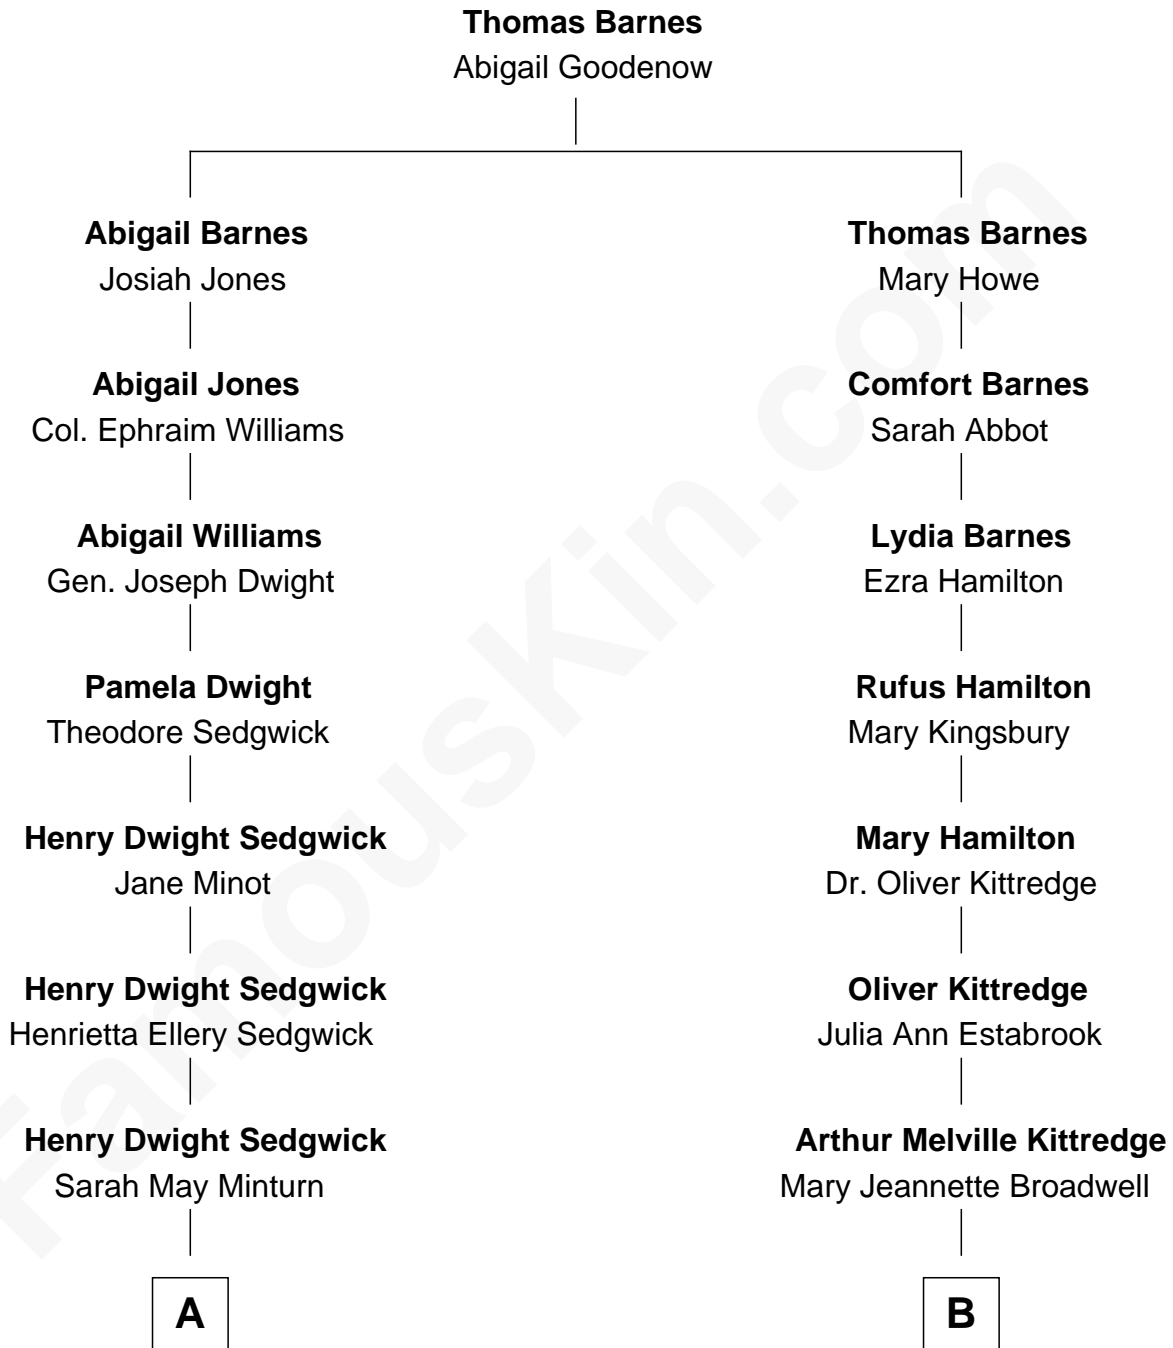 Thomas Barnes
Abigail Goodenow
Abigail Barnes
Josiah Jones
Thomas Barnes
Mary Howe
Abigail Jones
Col. Ephraim Williams
Comfort Barnes
Sarah Abbot
Abigail Williams
Gen. Joseph Dwight
Lydia Barnes
Ezra Hamilton
Pamela Dwight
Theodore Sedgwick
Rufus Hamilton
Mary Kingsbury
Henry Dwight Sedgwick
Jane Minot
Mary Hamilton
Dr. Oliver Kittredge
Henry Dwight Sedgwick
Henrietta Ellery Sedgwick
Oliver Kittredge
Julia Ann Estabrook
Henry Dwight Sedgwick
Sarah May Minturn
Arthur Melville Kittredge
Mary Jeannette Broadwell
A
B
FamousKin.com